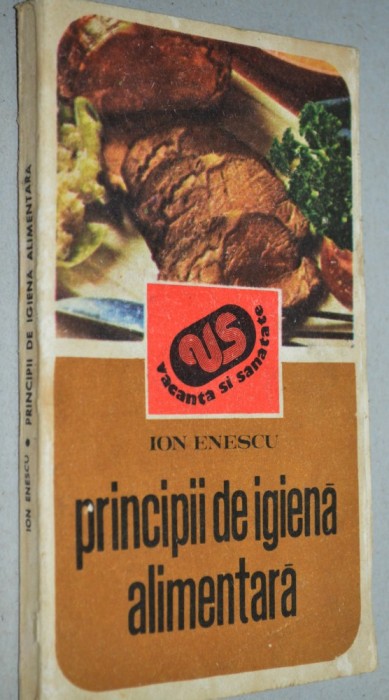 ION ENESCU • PRINCIPII DE IGIENA ALIMENTARA
VS
vacanta si sanatate
ION ENESCU
principii de igienă
alimentară